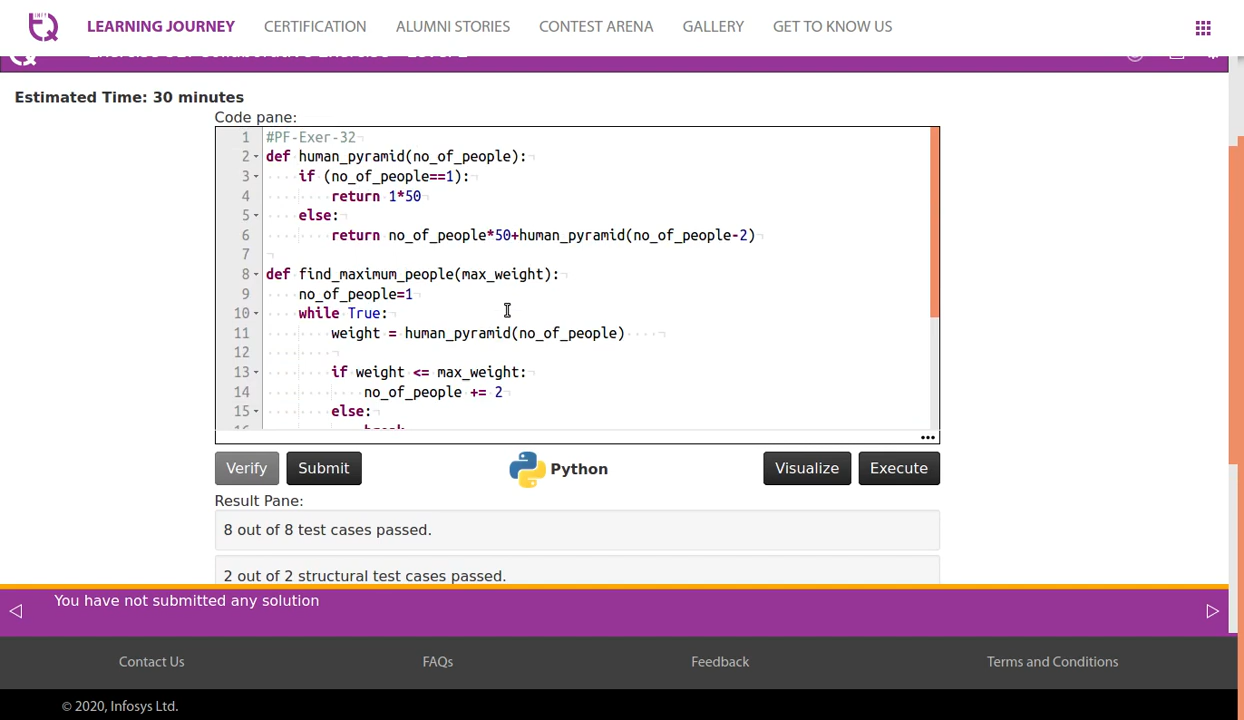 LEARNING JOURNEY CERTIFICATION ALUMNI STORIES CONTEST ARENA GALLERY GET TO KNOW US
Estimated Time: 30 minutes
Code pane:
1 #PF-Exer-32
2 def human_pyramid(no_of_people):
3 if (no_of_people==1):
4 return 1*50
5 else:
6 return no_of_people*50+human_pyramid(no_of_people-2)
7
8 def find_maximum_people(max_weight):
9 no_of_people=1
10 while True:
11 weight = human_pyramid(no_of_people)
12
13 if weight <= max_weight:
14 no_of_people += 2
15 else:
16 break
Verify Submit Python Visualize Execute
Result Pane:
8 out of 8 test cases passed.
2 out of 2 structural test cases passed.
You have not submitted any solution
Contact Us FAQs Feedback Terms and Conditions
© 2020, Infosys Ltd.